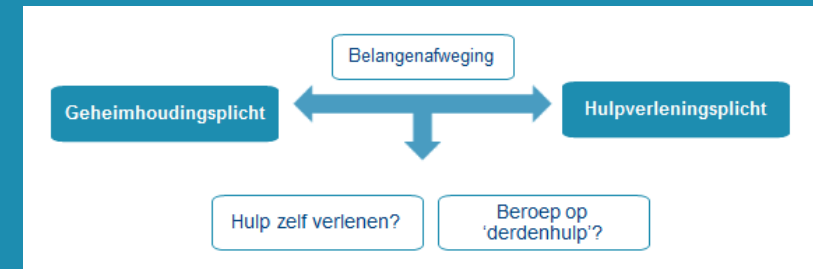 Belangenafweging
Geheimhoudingsplicht
Hulpverleningsplicht
Hulp zelf verlenen?
Beroep op
‘derdenhulp’?